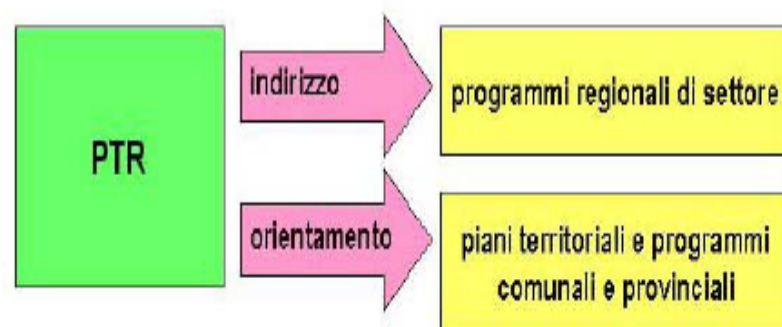 PTR
indirizzo
programmi regionali di settore
orientamento
piani territoriali e programmi
comunali e provinciali